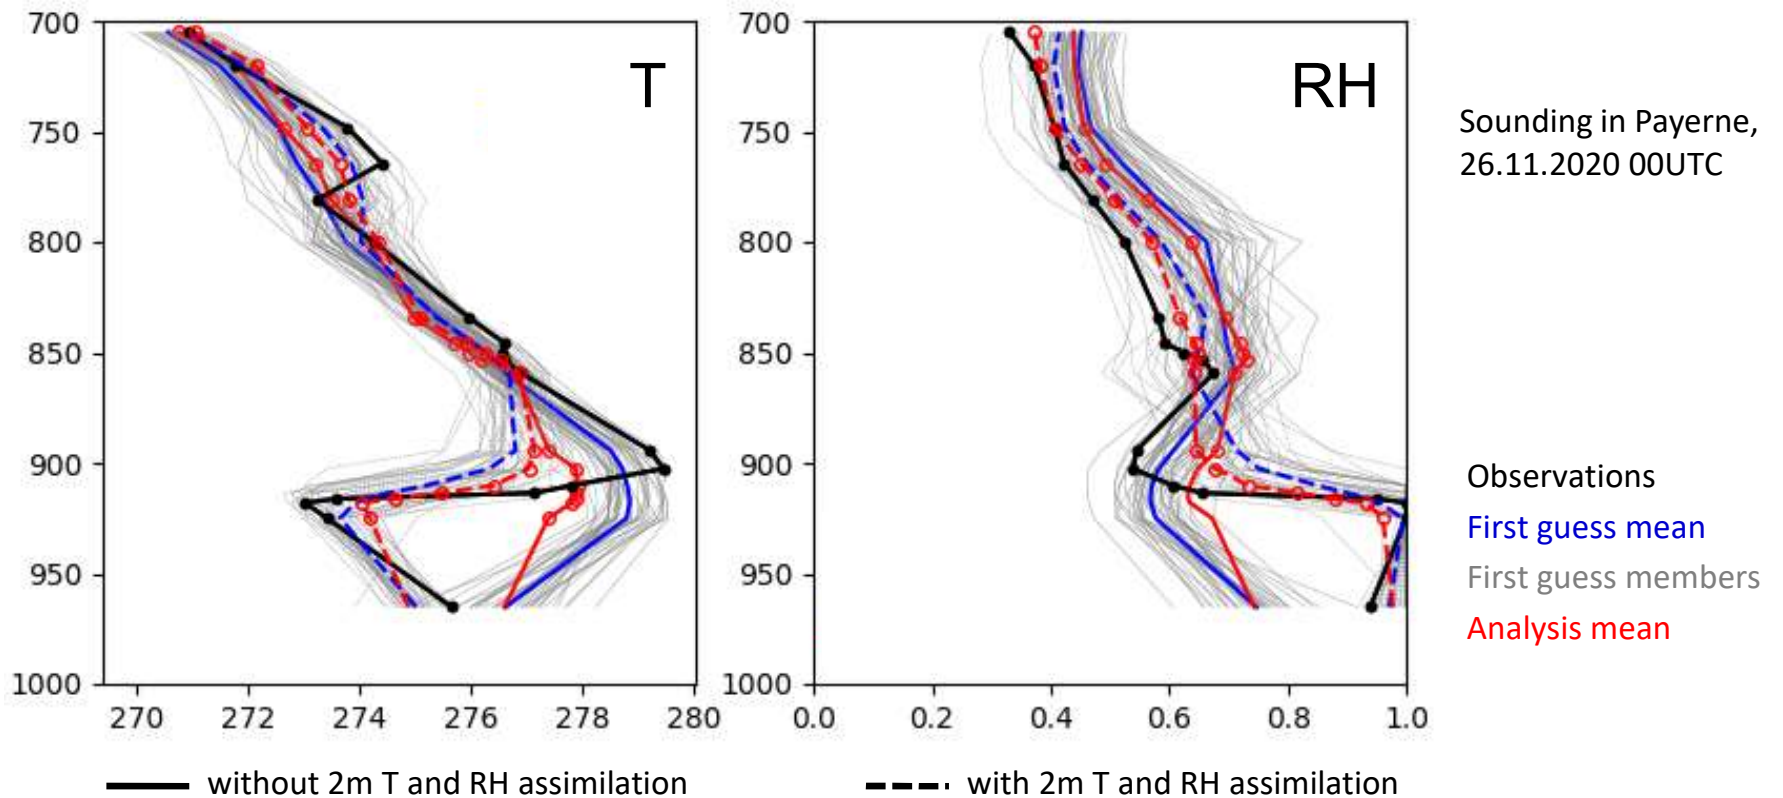 700
750
800
850
900
950
1000
270
272
274
276
278
280
T
700
750
800
850
900
950
1000
0.0
0.2
0.4
0.6
0.8
1.0
RH
Sounding in Payerne,
26.11.2020 00UTC
Observations
First guess mean
First guess members
Analysis mean
without 2m T and RH assimilation
with 2m T and RH assimilation